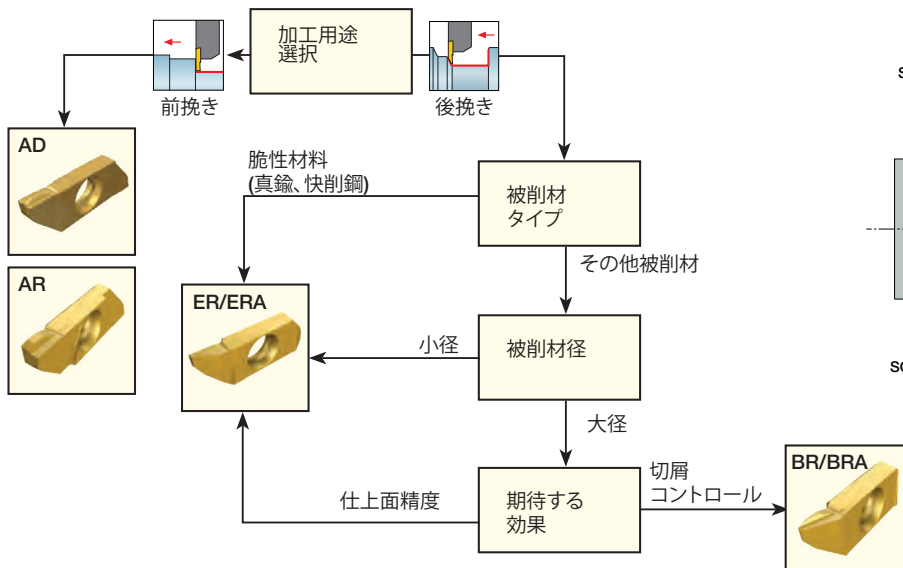 加工用途
選択
前挽き
後挽き
AD
脆性材料
(真鍮、快削鋼)
被削材
タイプ
その他被削材
AR
ER/ERA
小径
被削材径
大径
BR/BRA
切屑
コントロール
仕上面精度
期待する
効果